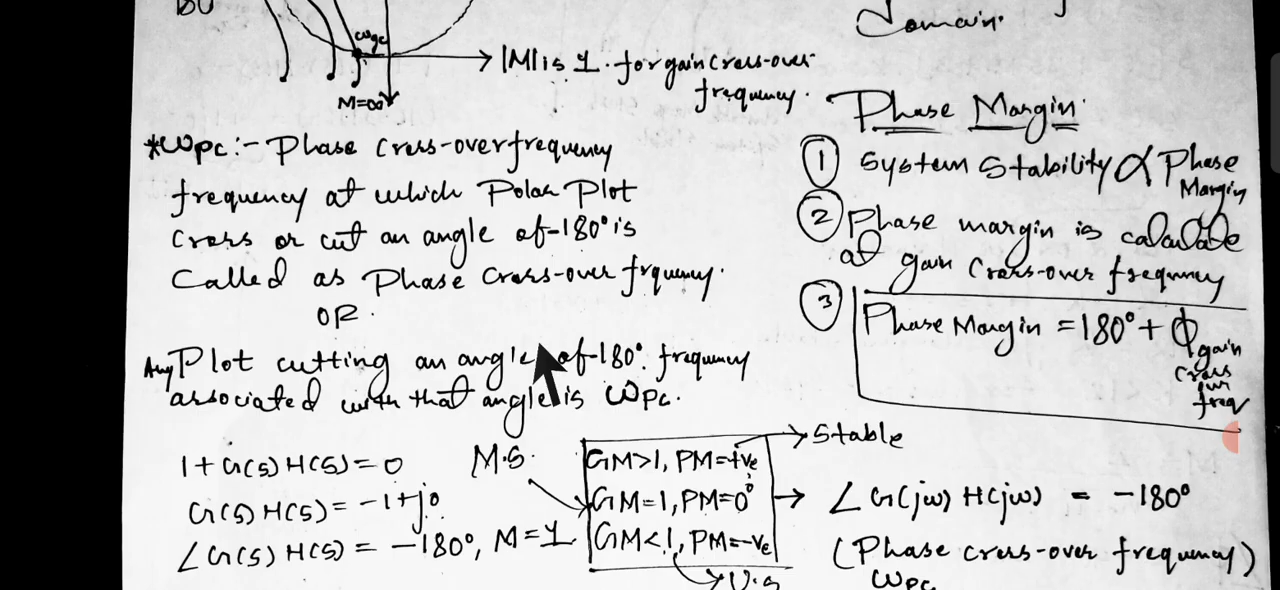 ωgc
→ |M| is 1. for gain cross-over
frequency.
M=∞
*ωpc:- Phase Cross-over frequency
frequency at which Polar Plot
Cross or cut an angle of -180° is
Called as Phase Cross-over frquency.
OR.
Any Plot cutting an angle of -180°. frequency
associated with that angle is ωpc.
1+G(s)H(s)=0
G(s)H(s)=-1+j0
∠G(s)H(s) = -180°, M=1
M.S.
GM>1, PM=+ve → Stable
GM=1, PM=0°
GM<1, PM=-ve → U.S
→ ∠G(jω)H(jω) = -180°
(Phase cross-over frequency)
ωpc
domain.
Phase Margin
① System Stability ∝ Phase
Margin
② Phase margin is calculate
at gain Cross-over frequency
③ Phase Margin = 180° + Φ gain
cross
freq